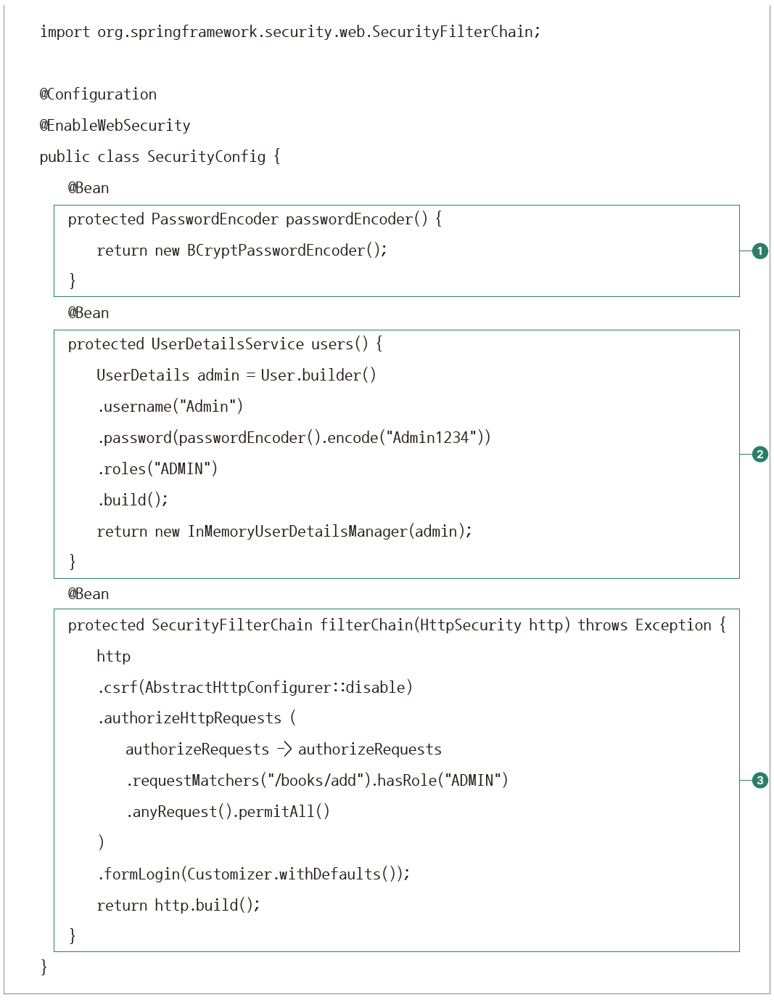 import org.springframework.security.web.SecurityFilterChain;
@Configuration
@EnableWebSecurity
public class SecurityConfig {
@Bean
protected PasswordEncoder passwordEncoder() {
return new BCryptPasswordEncoder();
1
}
@Bean
protected UserDetailsService users() {
UserDetails admin = User.builder()
.username("Admin")
.password(passwordEncoder().encode("Admin1234"))
2
.roles("ADMIN")
.build();
return new InMemoryUserDetailsManager(admin);
}
@Bean
protected SecurityFilterChain filterChain(HttpSecurity http) throws Exception {
http
.csrf(AbstractHttpConfigurer::disable)
.authorizeHttpRequests (
authorizeRequests -> authorizeRequests
.requestMatchers("/books/add").hasRole("ADMIN")
3
.anyRequest().permitAll()
)
.formLogin(Customizer.withDefaults());
return http.build();
}
}